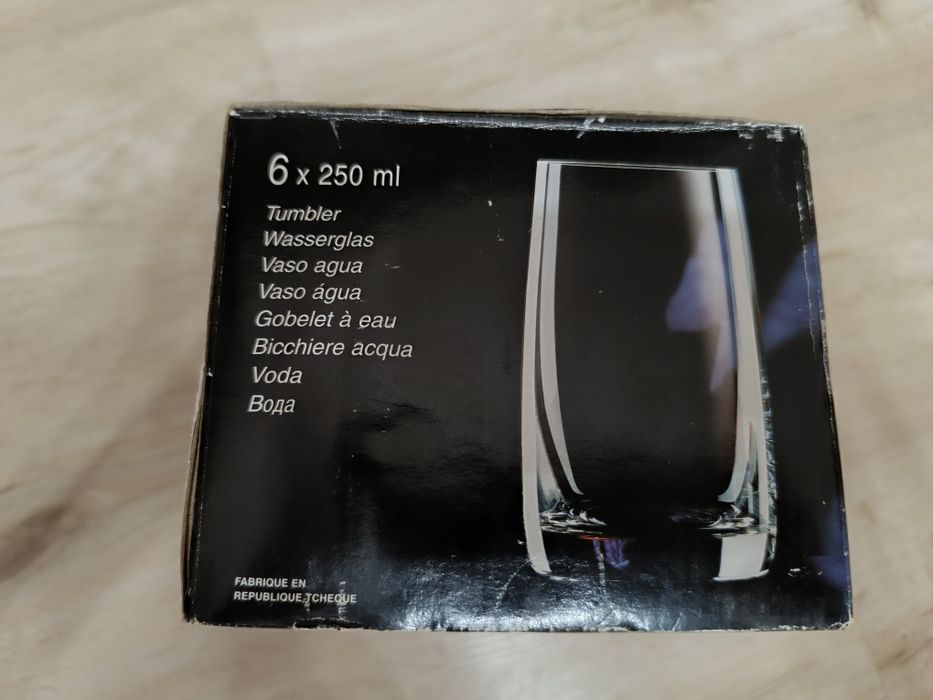 6 x 250 ml
Tumbler
Wasserglas
Vaso agua
Vaso água
Gobelet à eau
Bicchiere acqua
Voda
Вода
FABRIQUE EN
REPUBLIQUE TCHEQUE